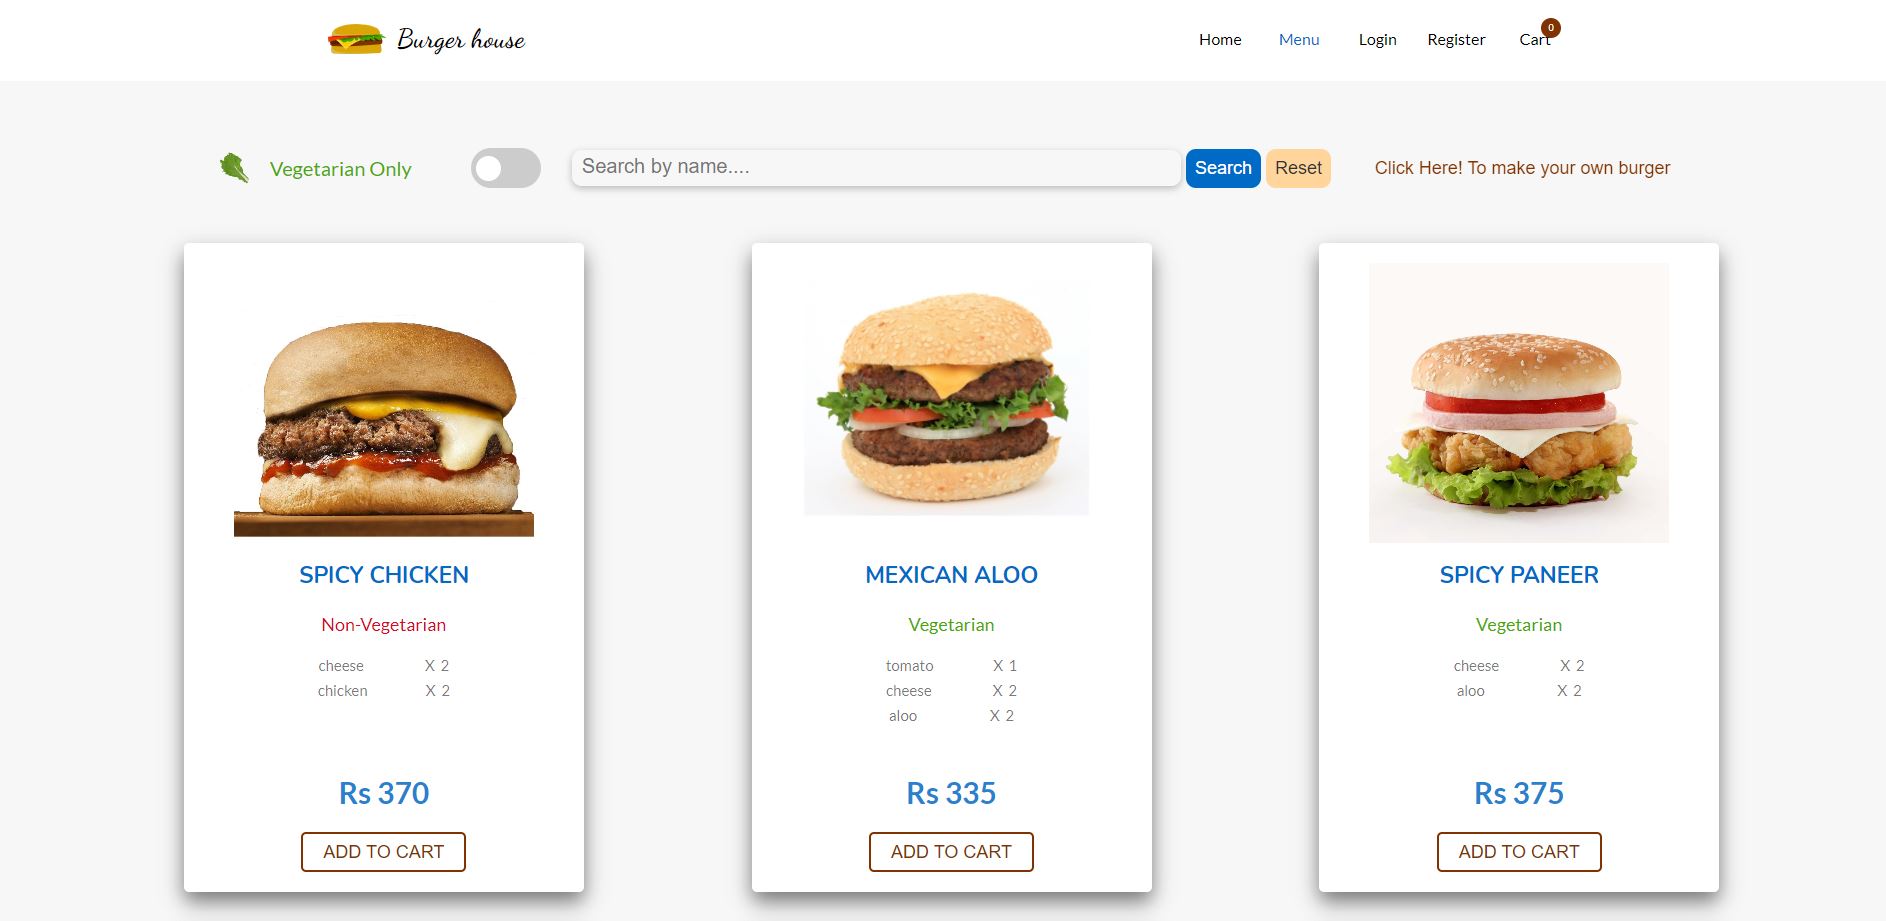 Burger house
Home Menu Login Register Cart 0
Vegetarian Only Search by name.... Search Reset Click Here! To make your own burger
SPICY CHICKEN
Non-Vegetarian
cheese X 2
chicken X 2
Rs 370
ADD TO CART
MEXICAN ALOO
Vegetarian
tomato X 1
cheese X 2
aloo X 2
Rs 335
ADD TO CART
SPICY PANEER
Vegetarian
cheese X 2
aloo X 2
Rs 375
ADD TO CART